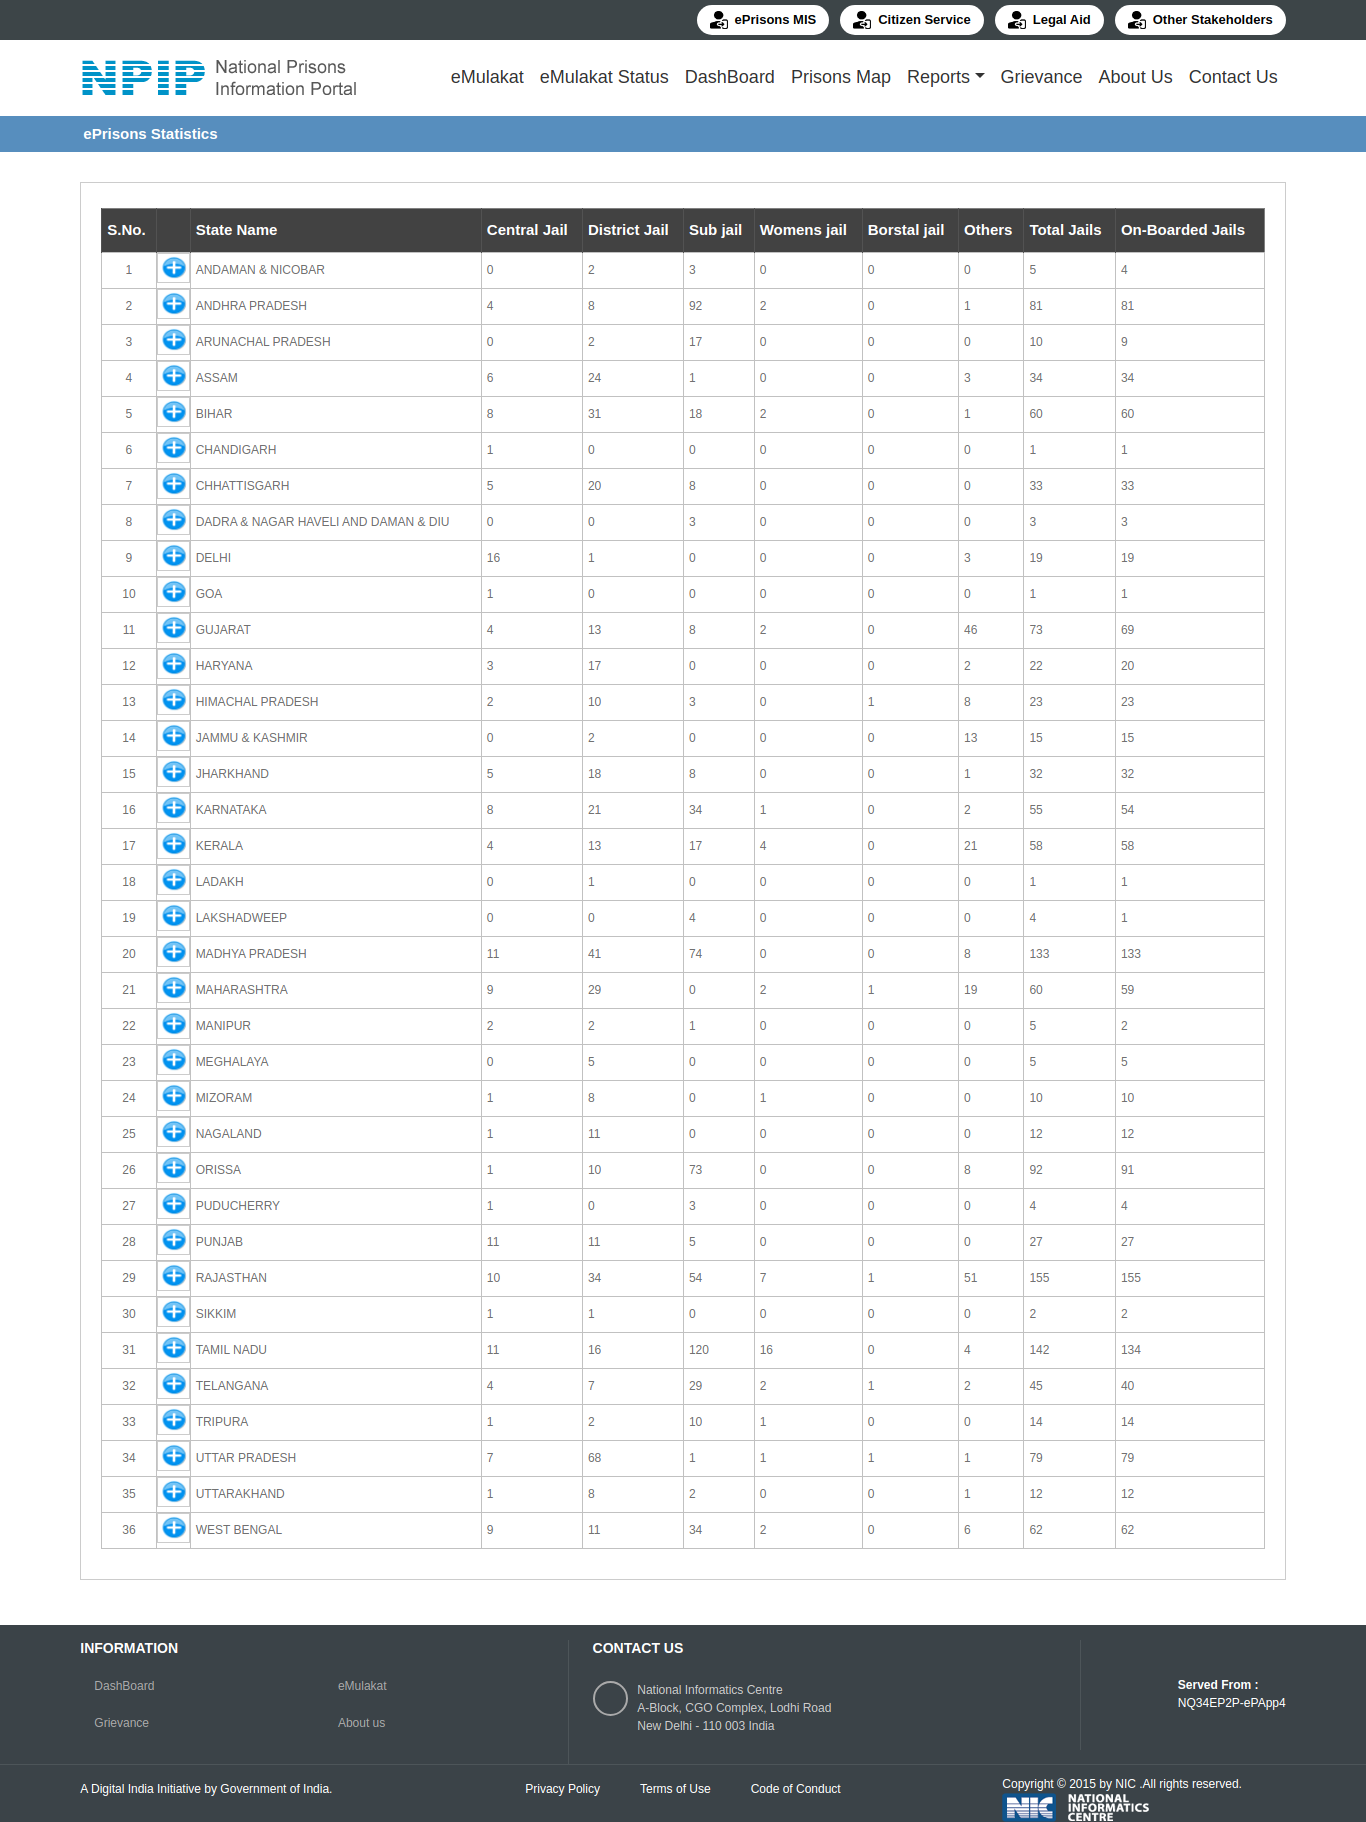 ePrisons MIS Citizen Service Legal Aid Other Stakeholders
NPIP National Prisons
Information Portal
eMulakat eMulakat Status DashBoard Prisons Map Reports Grievance About Us Contact Us
ePrisons Statistics
S.No. State Name Central Jail District Jail Sub jail Womens jail Borstal jail Others Total Jails On-Boarded Jails
1 ANDAMAN & NICOBAR 0 2 3 0 0 0 5 4
2 ANDHRA PRADESH 4 8 92 2 0 1 81 81
3 ARUNACHAL PRADESH 0 2 17 0 0 0 10 9
4 ASSAM 6 24 1 0 0 3 34 34
5 BIHAR 8 31 18 2 0 1 60 60
6 CHANDIGARH 1 0 0 0 0 0 1 1
7 CHHATTISGARH 5 20 8 0 0 0 33 33
8 DADRA & NAGAR HAVELI AND DAMAN & DIU 0 0 3 0 0 0 3 3
9 DELHI 16 1 0 0 0 3 19 19
10 GOA 1 0 0 0 0 0 1 1
11 GUJARAT 4 13 8 2 0 46 73 69
12 HARYANA 3 17 0 0 0 2 22 20
13 HIMACHAL PRADESH 2 10 3 0 1 8 23 23
14 JAMMU & KASHMIR 0 2 0 0 0 13 15 15
15 JHARKHAND 5 18 8 0 0 1 32 32
16 KARNATAKA 8 21 34 1 0 2 55 54
17 KERALA 4 13 17 4 0 21 58 58
18 LADAKH 0 1 0 0 0 0 1 1
19 LAKSHADWEEP 0 0 4 0 0 0 4 1
20 MADHYA PRADESH 11 41 74 0 0 8 133 133
21 MAHARASHTRA 9 29 0 2 1 19 60 59
22 MANIPUR 2 2 1 0 0 0 5 2
23 MEGHALAYA 0 5 0 0 0 0 5 5
24 MIZORAM 1 8 0 1 0 0 10 10
25 NAGALAND 1 11 0 0 0 0 12 12
26 ORISSA 1 10 73 0 0 8 92 91
27 PUDUCHERRY 1 0 3 0 0 0 4 4
28 PUNJAB 11 11 5 0 0 0 27 27
29 RAJASTHAN 10 34 54 7 1 51 155 155
30 SIKKIM 1 1 0 0 0 0 2 2
31 TAMIL NADU 11 16 120 16 0 4 142 134
32 TELANGANA 4 7 29 2 1 2 45 40
33 TRIPURA 1 2 10 1 0 0 14 14
34 UTTAR PRADESH 7 68 1 1 1 1 79 79
35 UTTARAKHAND 1 8 2 0 0 1 12 12
36 WEST BENGAL 9 11 34 2 0 6 62 62
INFORMATION
DashBoard eMulakat
Grievance About us
CONTACT US
National Informatics Centre
A-Block, CGO Complex, Lodhi Road
New Delhi - 110 003 India
Served From :
NQ34EP2P-ePApp4
A Digital India Initiative by Government of India.
Privacy Policy Terms of Use Code of Conduct
Copyright © 2015 by NIC .All rights reserved.
NIC NATIONAL
INFORMATICS
CENTRE